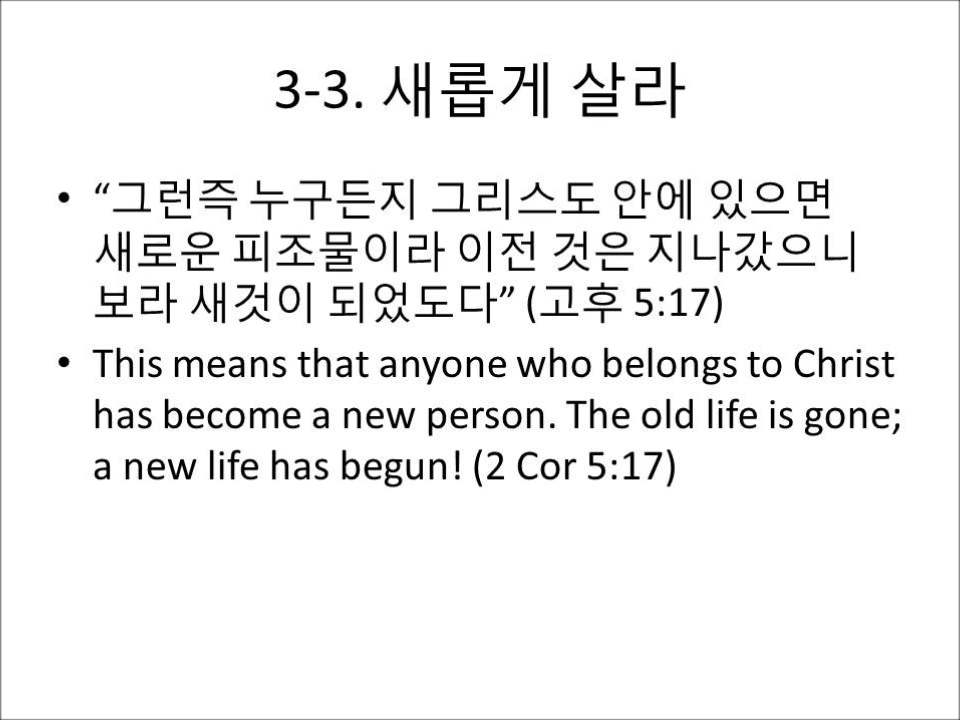 3-3. 새롭게 살라
• “그런즉 누구든지 그리스도 안에 있으면
새로운 피조물이라 이전 것은 지나갔으니
보라 새것이 되었도다” (고후 5:17)
• This means that anyone who belongs to Christ
has become a new person. The old life is gone;
a new life has begun! (2 Cor 5:17)